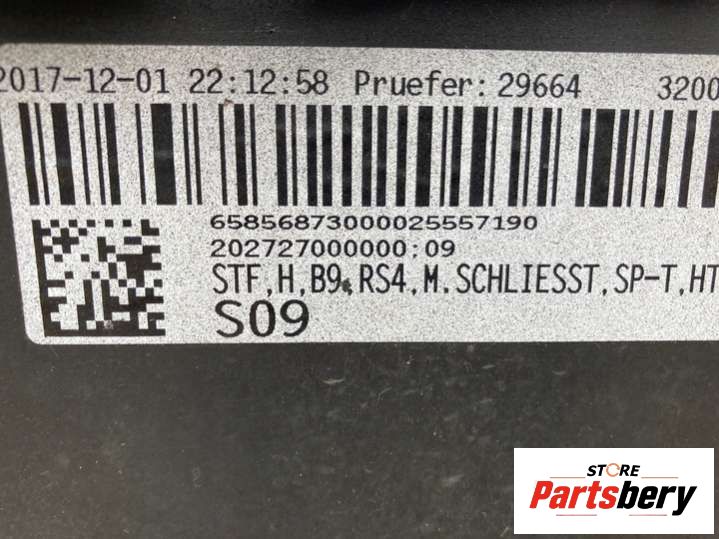 2017-12-01 22:12:58 Pruefer:29664 3200
65856873000025557190
202727000000;09
STF,H,B9,RS4,M.SCHLIESST,SP-T,HT
S09
STORE
Partsbery